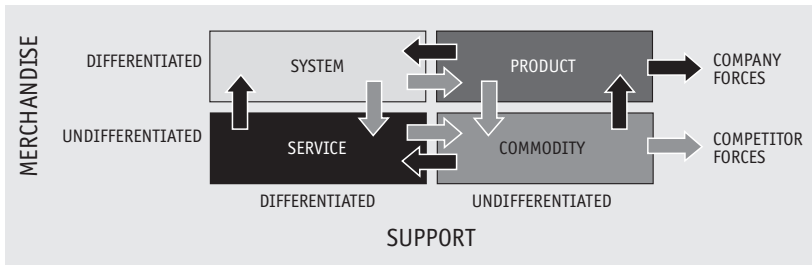 MERCHANDISE
DIFFERENTIATED
SYSTEM
PRODUCT
COMPANY
FORCES
UNDIFFERENTIATED
SERVICE
COMMODITY
COMPETITOR
FORCES
DIFFERENTIATED
UNDIFFERENTIATED
SUPPORT